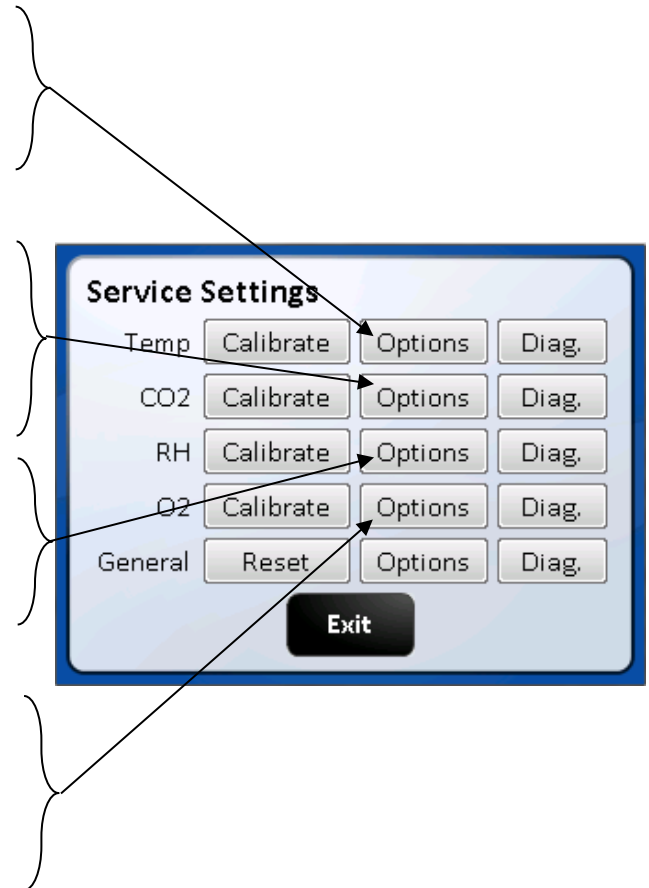 Service Settings
Temp Calibrate Options Diag.
CO2 Calibrate Options Diag.
RH Calibrate Options Diag.
O2 Calibrate Options Diag.
General Reset Options Diag.
Exit